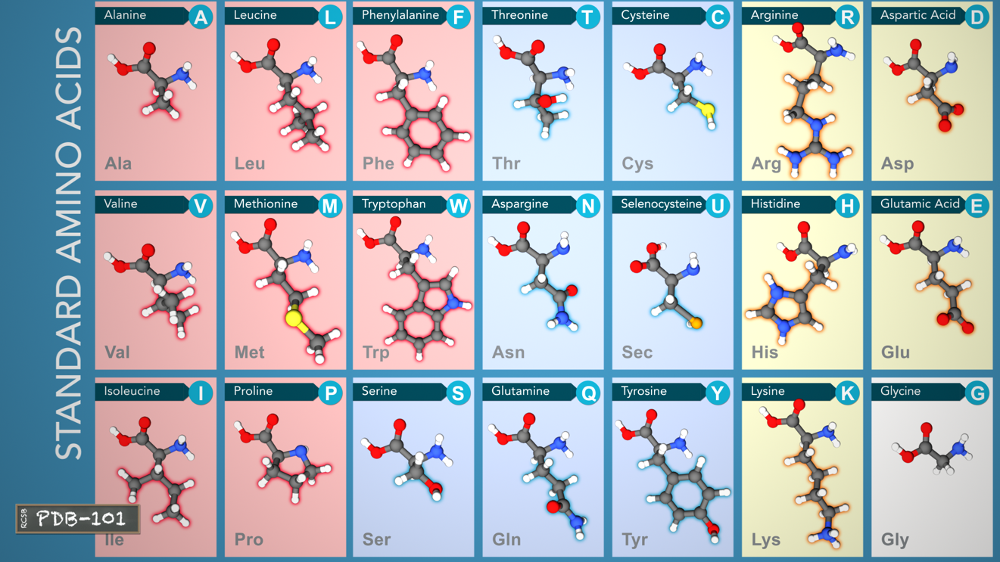 STANDARD AMINO ACIDS
Alanine A
Ala
Leucine L
Leu
Phenylalanine F
Phe
Threonine T
Thr
Cysteine C
Cys
Arginine R
Arg
Aspartic Acid D
Asp
Valine V
Val
Methionine M
Met
Tryptophan W
Trp
Aspargine N
Asn
Selenocysteine U
Sec
Histidine H
His
Glutamic Acid E
Glu
Isoleucine I
Ile
Proline P
Pro
Serine S
Ser
Glutamine Q
Gln
Tyrosine Y
Tyr
Lysine K
Lys
Glycine G
Gly
RCSB PDB-101